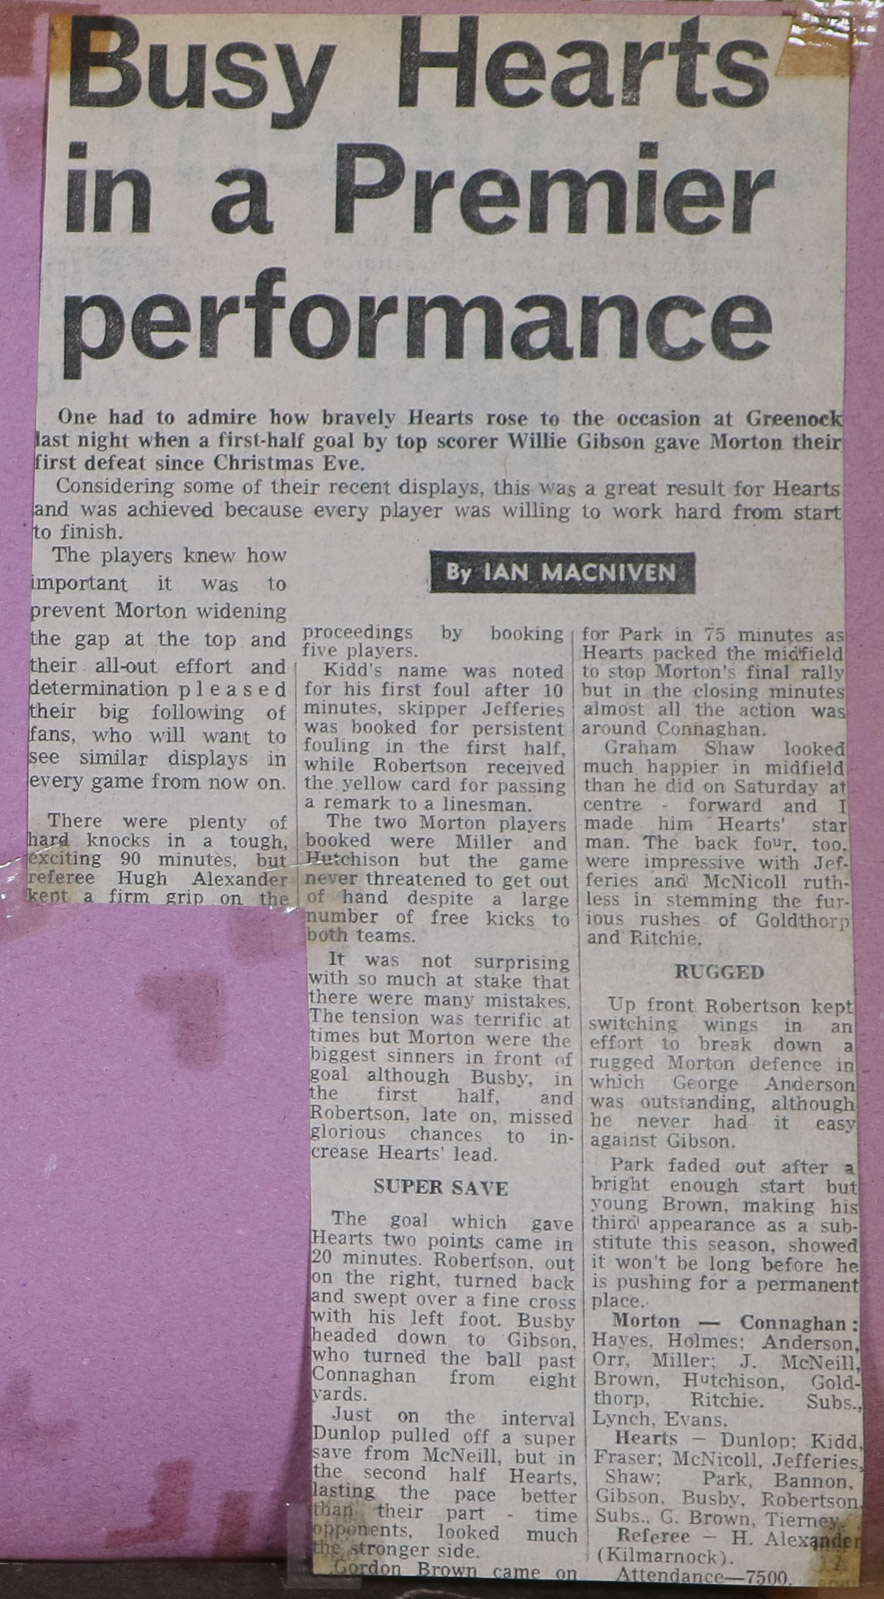 Busy Hearts
in a Premier
performance
One had to admire how bravely Hearts rose to the occasion at Greenock
last night when a first-half goal by top scorer Willie Gibson gave Morton their
first defeat since Christmas Eve.
Considering some of their recent displays, this was a great result for Hearts
and was achieved because every player was willing to work hard from start
to finish.
The players knew how
important it was to
prevent Morton widening
the gap at the top and
their all-out effort and
determination pleased
their big following of
fans, who will want to
see similar displays in
every game from now on.
There were plenty of
hard knocks in a tough,
exciting 90 minutes, but
referee Hugh Alexander
kept a firm grip on the
By IAN MACNIVEN
proceedings by booking
five players.
Kidd's name was noted
for his first foul after 10
minutes, skipper Jefferies
was booked for persistent
fouling in the first half,
while Robertson received
the yellow card for passing
a remark to a linesman.
The two Morton players
booked were Miller and
Hutchison but the game
never threatened to get out
of hand despite a large
number of free kicks to
both teams.
It was not surprising
with so much at stake that
there were many mistakes.
The tension was terrific at
times but Morton were the
biggest sinners in front of
goal although Busby, in
the first half, and
Robertson, late on, missed
glorious chances to in-
crease Hearts' lead.
SUPER SAVE
The goal which gave
Hearts two points came in
20 minutes. Robertson, out
on the right, turned back
and swept over a fine cross
with his left foot. Busby
headed down to Gibson,
who turned the ball past
Connaghan from eight
yards.
Just on the interval
Dunlop pulled off a super
save from McNeill, but in
the second half Hearts,
lasting the pace better
than their part - time
opponents, looked much
the stronger side.
Gordon Brown came on
for Park in 75 minutes as
Hearts packed the midfield
to stop Morton's final rally
but in the closing minutes
almost all the action was
around Connaghan.
Graham Shaw looked
much happier in midfield
than he did on Saturday at
centre - forward and I
made him Hearts' star
man. The back four, too,
were impressive with Jef-
feries and McNicoll ruth-
less in stemming the fur-
ious rushes of Goldthorp
and Ritchie.
RUGGED
Up front Robertson kept
switching wings in an
effort to break down a
rugged Morton defence in
which George Anderson
was outstanding, although
he never had it easy
against Gibson.
Park faded out after a
bright enough start but
young Brown, making his
third appearance as a sub-
stitute this season, showed
it won't be long before he
is pushing for a permanent
place.
Morton — Connaghan:
Hayes, Holmes; Anderson,
Orr, Miller; J. McNeill,
Brown, Hutchison, Gold-
thorp, Ritchie. Subs.,
Lynch, Evans.
Hearts — Dunlop; Kidd,
Fraser; McNicoll, Jefferies,
Shaw; Park, Bannon,
Gibson, Busby, Robertson.
Subs., C. Brown, Tierney.
Referee — H. Alexander
(Kilmarnock).
Attendance—7500.